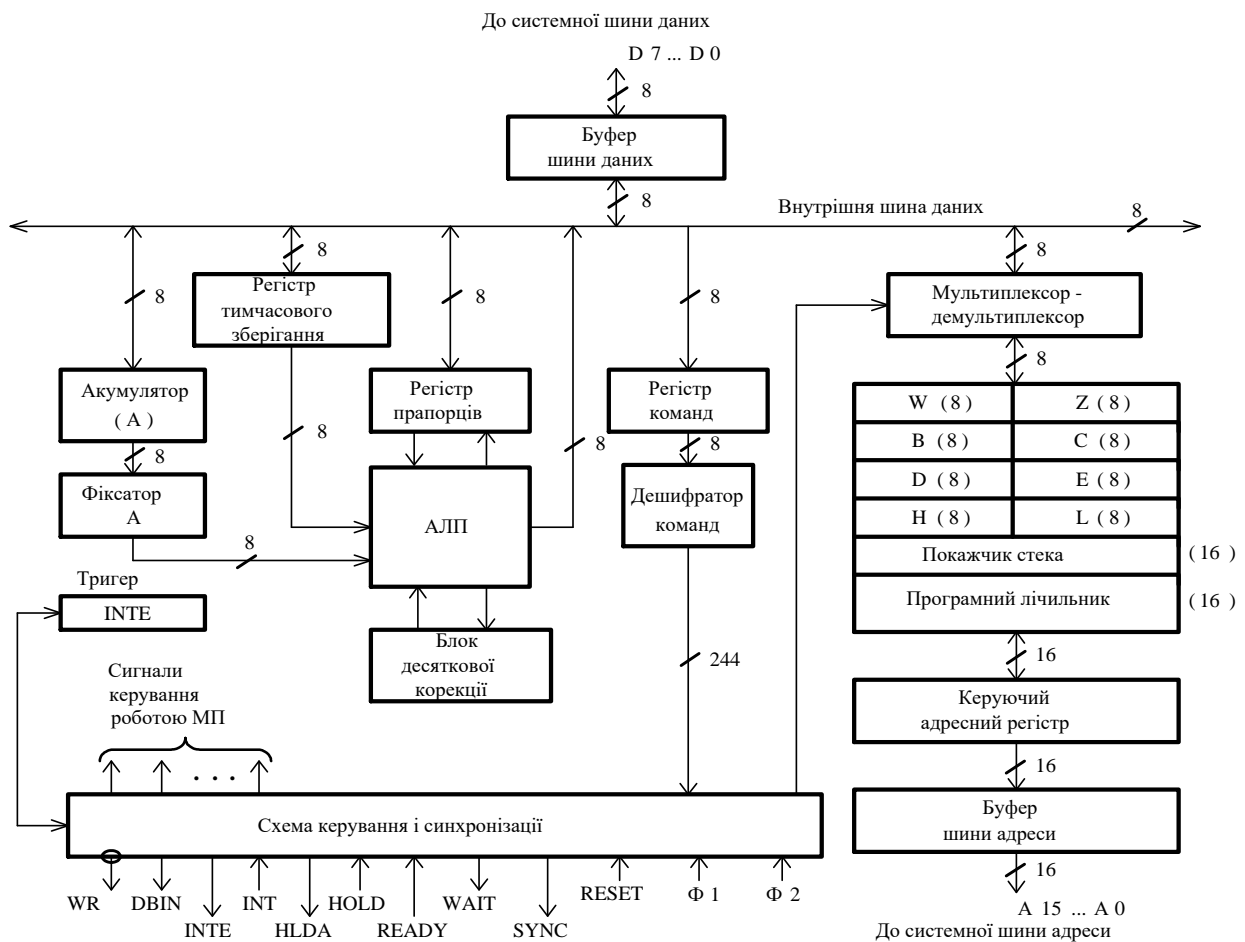 До системної шини даних
D 7 ... D 0
8
Буфер
шини даних
8
Внутрішня шина даних
8
8
8
8
8
8
8
Регістр
тимчасового
зберігання
Мультиплексор -
демультиплексор
8
Акумулятор
( А )
Регістр
прапорців
Регістр
команд
W ( 8 )
Z ( 8 )
B ( 8 )
C ( 8 )
D ( 8 )
E ( 8 )
H ( 8 )
L ( 8 )
8
8
8
8
Фіксатор
А
АЛП
Дешифратор
команд
8
Покажчик стека
( 16 )
Програмний лічильник
( 16 )
Тригер
INTE
Блок
десяткової
корекції
244
16
Сигнали
керування
роботою МП
. . .
Керуючий
адресний регістр
16
Схема керування і синхронізації
Буфер
шини адреси
16
WR
DBIN
INTE
INT
HLDA
HOLD
READY
WAIT
SYNC
RESET
Ф 1
Ф 2
A 15 ... A 0
До системної шини адреси